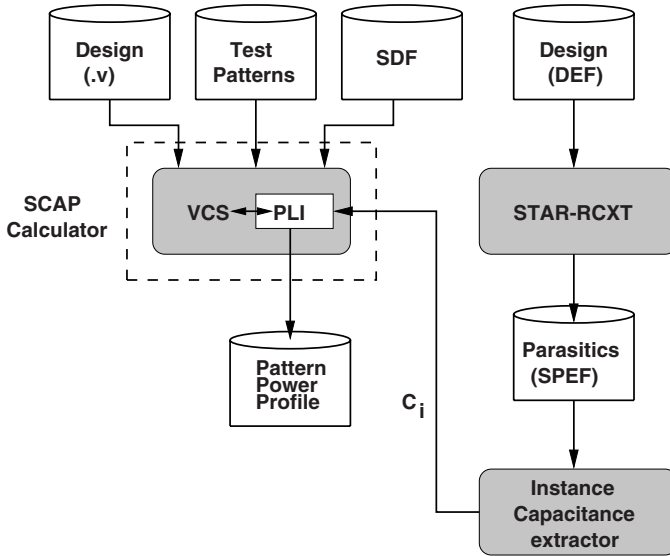 Design
(.v)
Test
Patterns
SDF
Design
(DEF)
SCAP
Calculator
VCS
PLI
STAR-RCXT
Pattern
Power
Profile
Parasitics
(SPEF)
C i
Instance
Capacitance
extractor